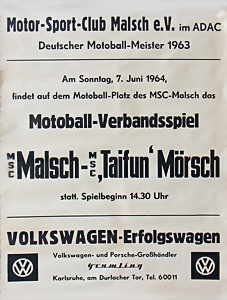 Motor-Sport-Club Malsch e.V. im ADAC
Deutscher Motoball-Meister 1963
Am Sonntag, 7. Juni 1964,
findet auf dem Motoball-Platz des MSC-Malsch das
Motoball-Verbandsspiel
MSC Malsch - MSC „Taifun" Mörsch
statt. Spielbeginn 14.30 Uhr
VOLKSWAGEN-Erfolgswagen
Volkswagen- und Porsche-Großhändler
Gramling
Karlsruhe, am Durlacher Tor, Tel. 60011